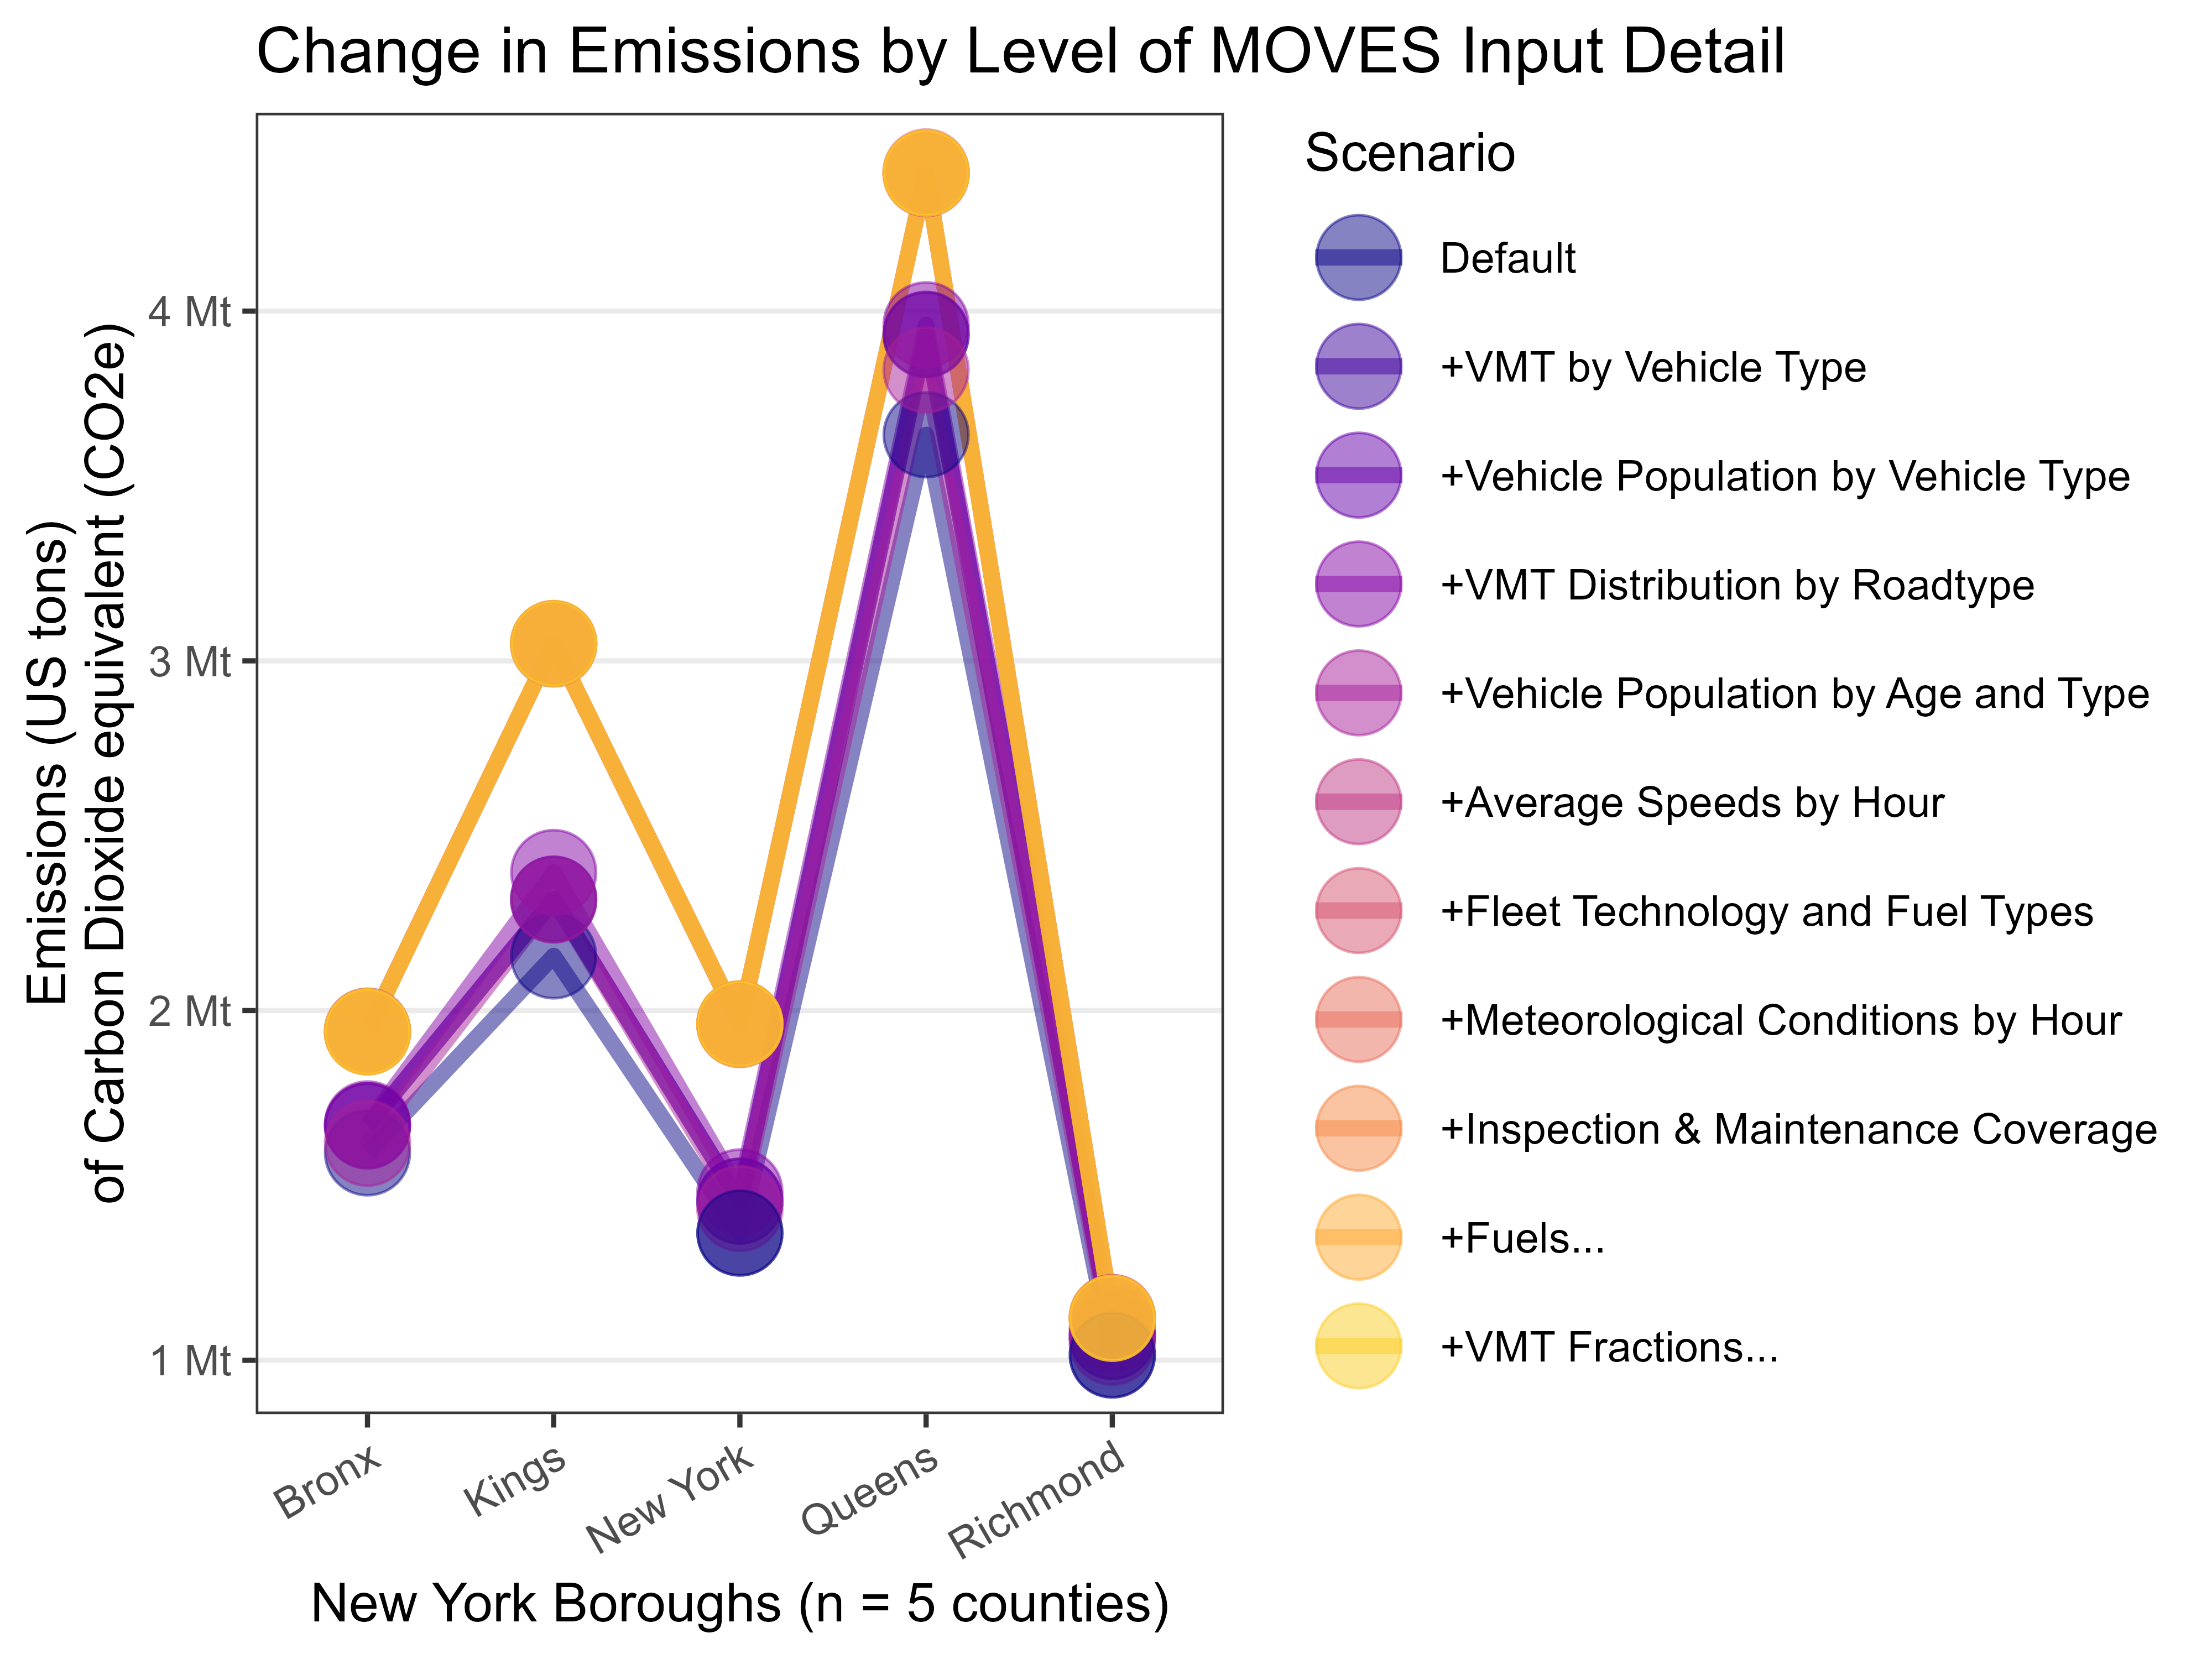 Change in Emissions by Level of MOVES Input Detail
Emissions (US tons)
of Carbon Dioxide equivalent (CO2e)
4 Mt
3 Mt
2 Mt
1 Mt
Bronx
Kings
New York
Queens
Richmond
New York Boroughs (n = 5 counties)
Scenario
Default
+VMT by Vehicle Type
+Vehicle Population by Vehicle Type
+VMT Distribution by Roadtype
+Vehicle Population by Age and Type
+Average Speeds by Hour
+Fleet Technology and Fuel Types
+Meteorological Conditions by Hour
+Inspection & Maintenance Coverage
+Fuels...
+VMT Fractions...